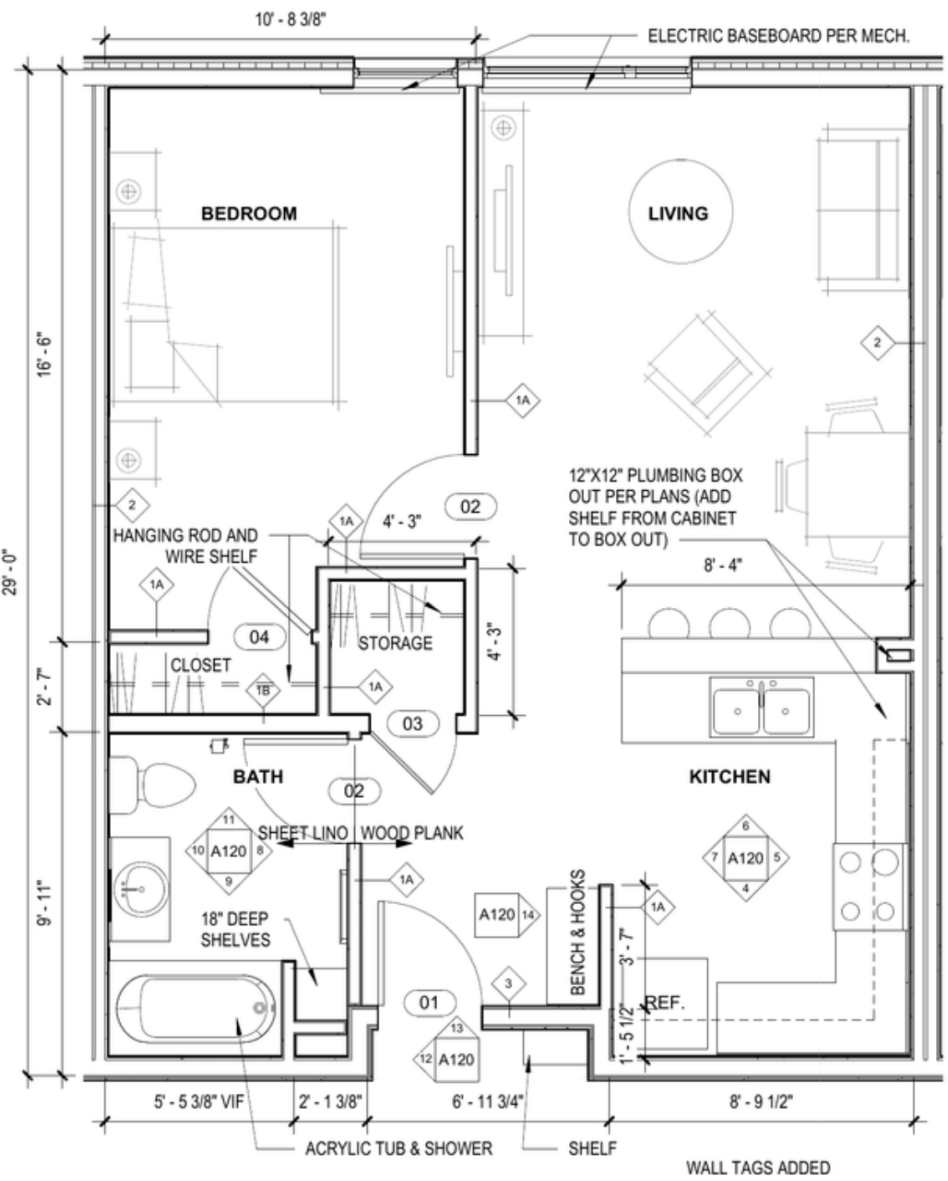 10' - 8 3/8"
ELECTRIC BASEBOARD PER MECH.
BEDROOM
LIVING
16' - 6"
2
1A
29' - 0"
12"X12" PLUMBING BOX
OUT PER PLANS (ADD
SHELF FROM CABINET
TO BOX OUT)
2
02
1A
4' - 3"
HANGING ROD AND
WIRE SHELF
8' - 4"
1A
04
STORAGE
4' - 3"
CLOSET
2' - 7"
1B
1A
03
BATH
KITCHEN
02
11
10 A120 8
9
SHEET LINO
WOOD PLANK
6
7 A120 5
4
1A
9' - 11"
18" DEEP
SHELVES
A120 14
BENCH & HOOKS
1A
3' - 7"
3
01
REF.
1' - 5 1/2"
13
12 A120
5' - 5 3/8" VIF
2' - 1 3/8"
6' - 11 3/4"
8' - 9 1/2"
ACRYLIC TUB & SHOWER
SHELF
WALL TAGS ADDED